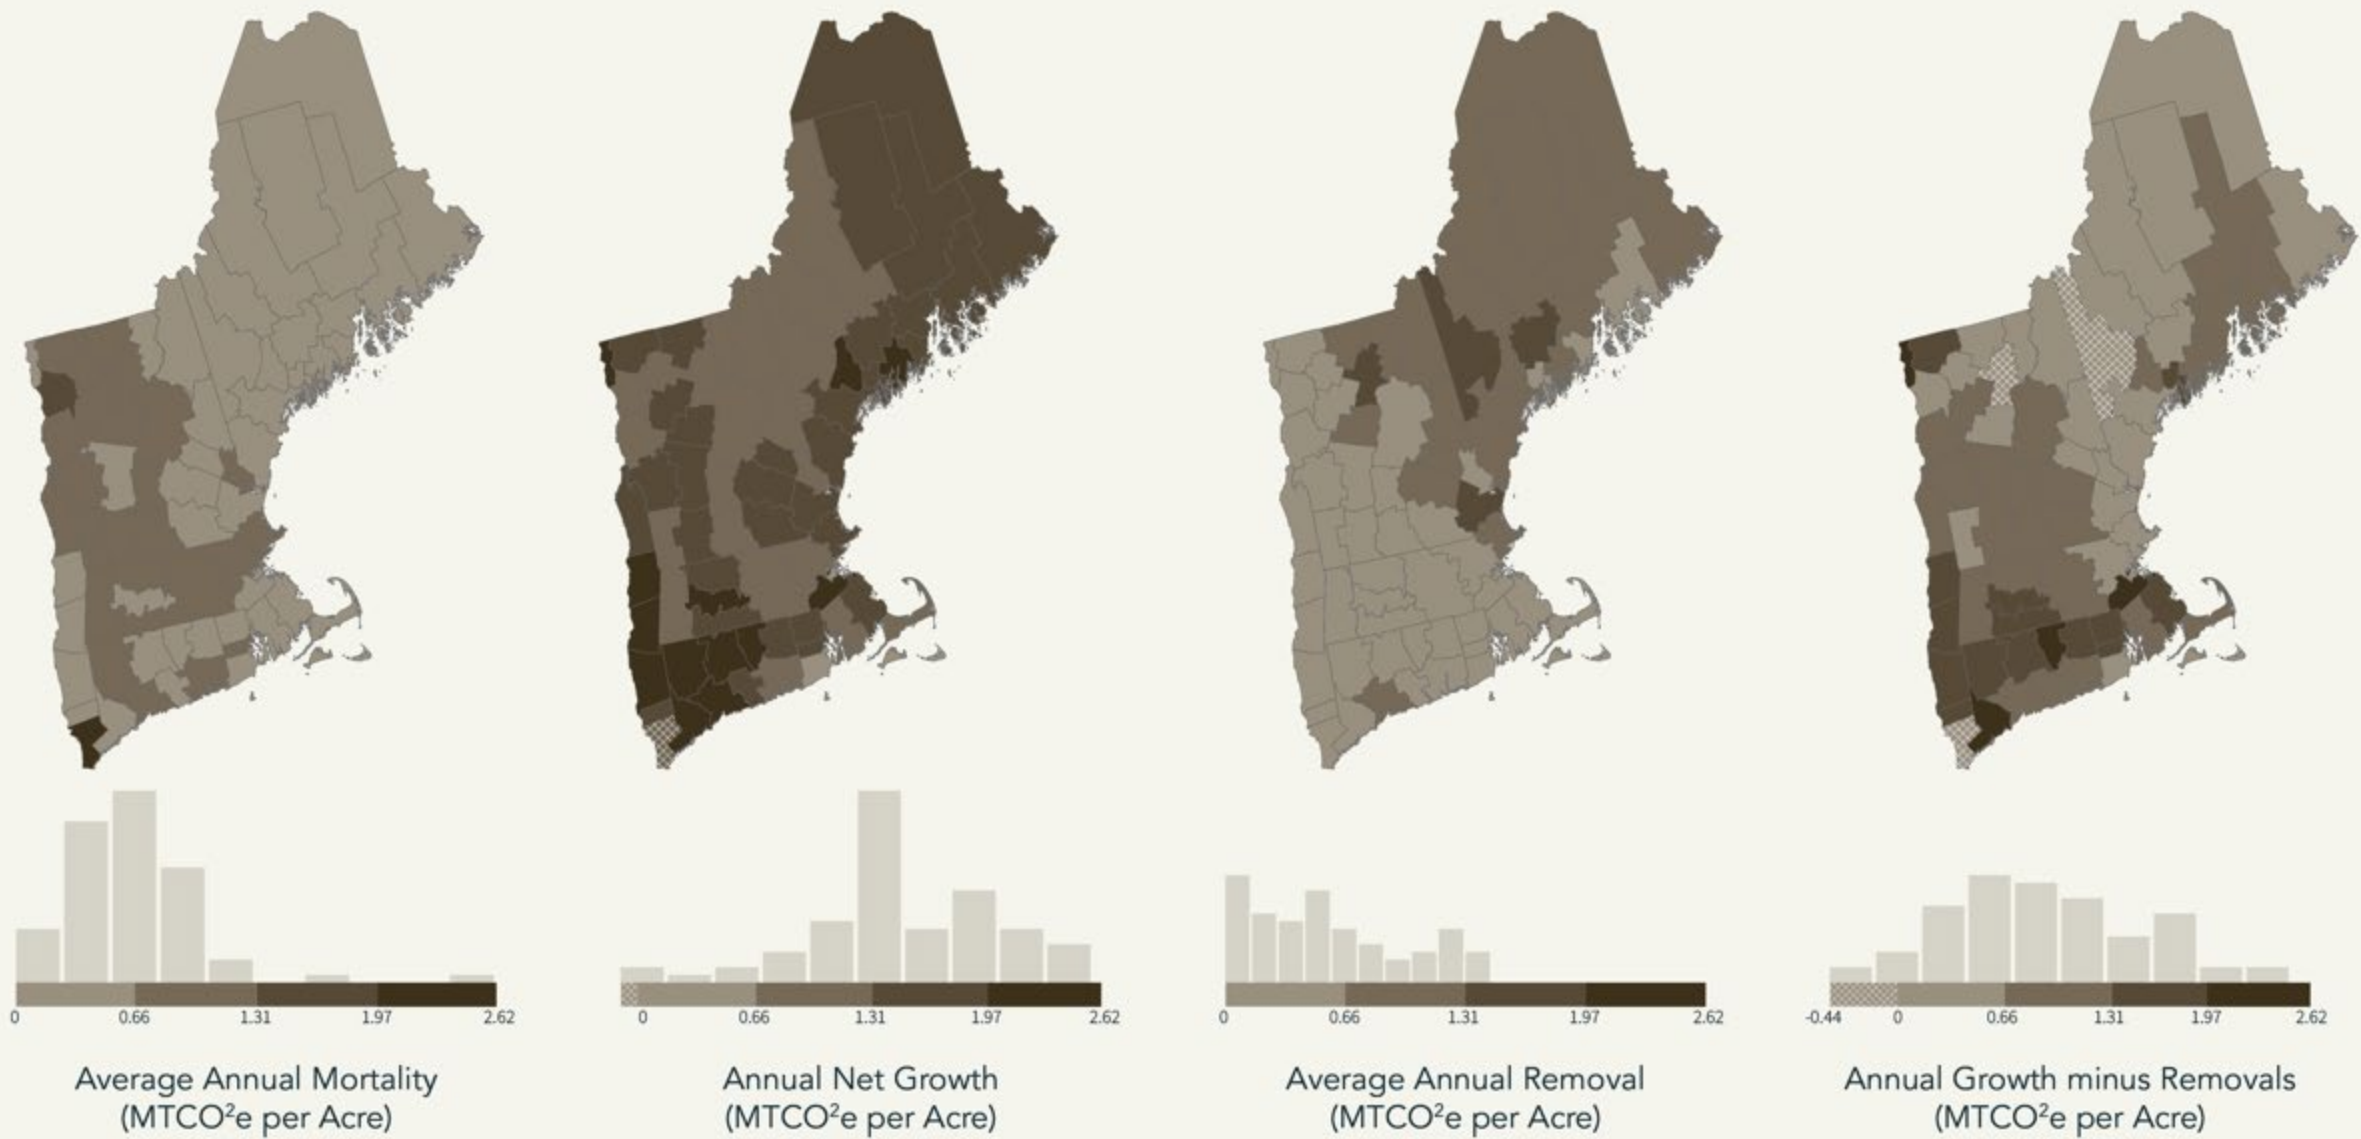 0 0.66 1.31 1.97 2.62
Average Annual Mortality
(MTCO²e per Acre)
0 0.66 1.31 1.97 2.62
Annual Net Growth
(MTCO²e per Acre)
0 0.66 1.31 1.97 2.62
Average Annual Removal
(MTCO²e per Acre)
-0.44 0 0.66 1.31 1.97 2.62
Annual Growth minus Removals
(MTCO²e per Acre)